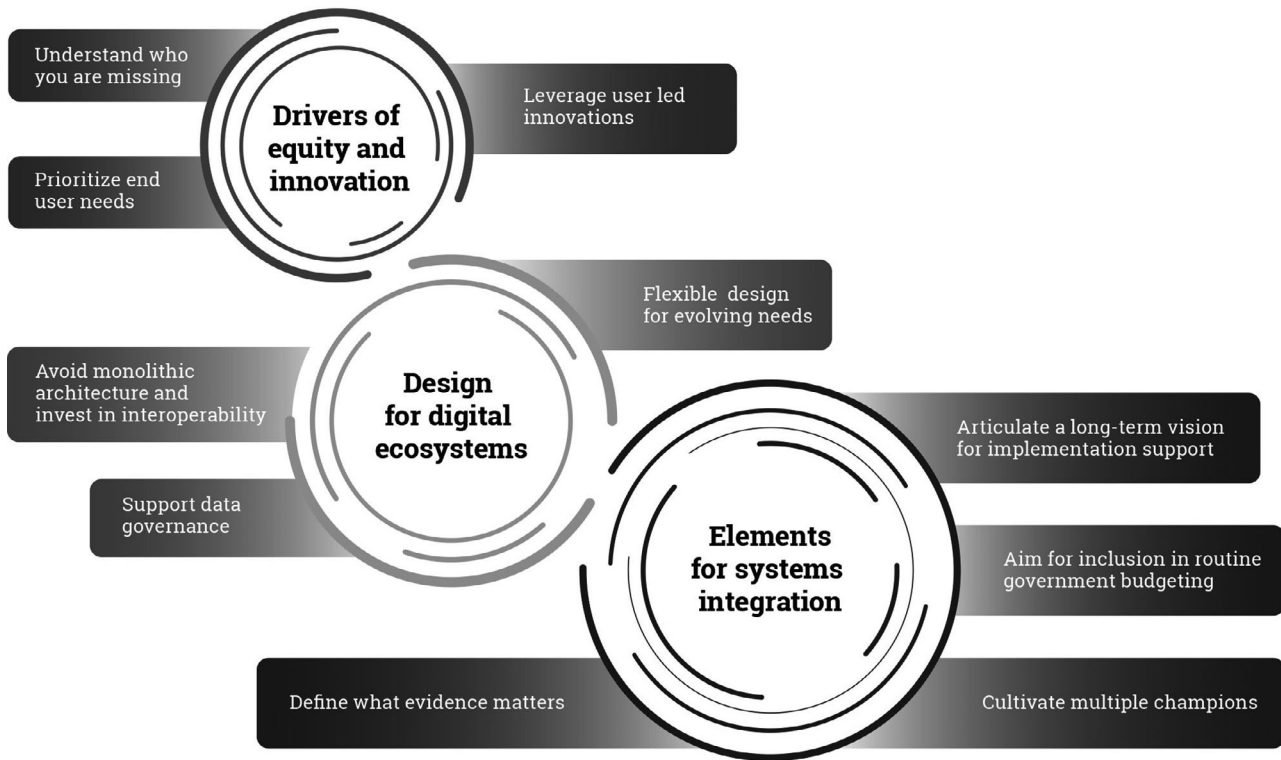 Understand who
you are missing
Leverage user led
innovations
Drivers of
equity and
innovation
Prioritize end
user needs
Flexible design
for evolving needs
Avoid monolithic
architecture and
invest in interoperability
Design
for digital
ecosystems
Support data
governance
Articulate a long-term vision
for implementation support
Elements
for systems
integration
Aim for inclusion in routine
government budgeting
Define what evidence matters
Cultivate multiple champions